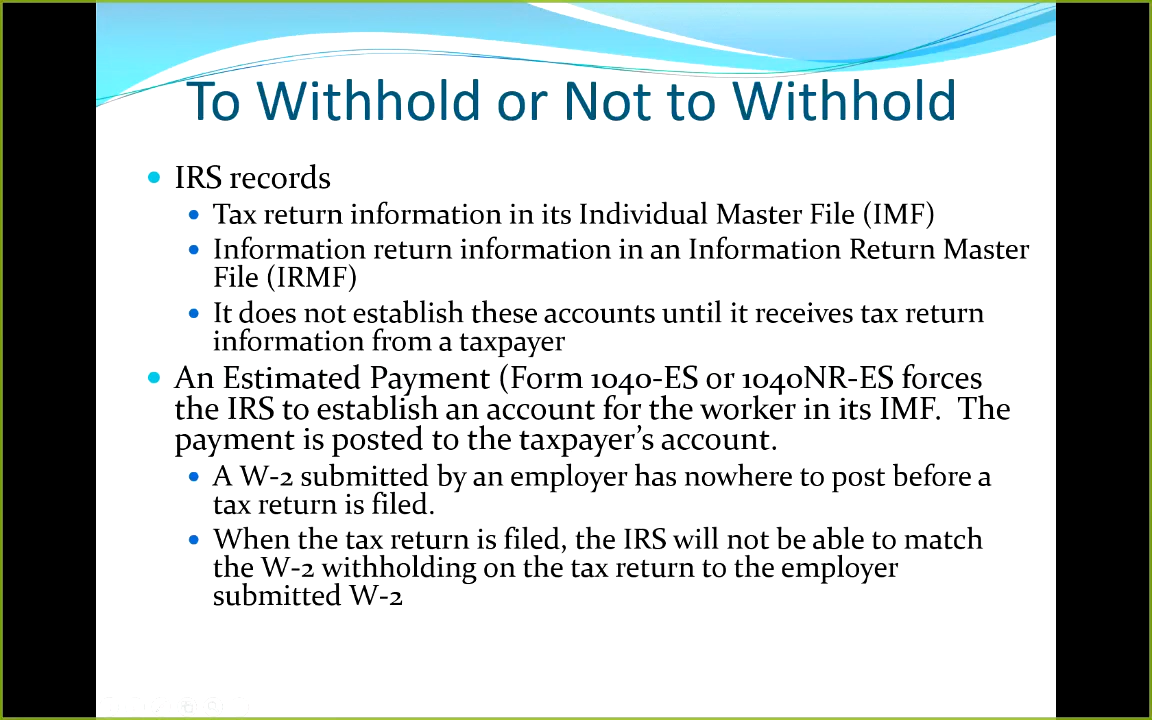 To Withhold or Not to Withhold
IRS records
Tax return information in its Individual Master File (IMF)
Information return information in an Information Return Master
File (IRMF)
It does not establish these accounts until it receives tax return
information from a taxpayer
An Estimated Payment (Form 1040-ES or 1040NR-ES forces
the IRS to establish an account for the worker in its IMF.  The
payment is posted to the taxpayer's account.
A W-2 submitted by an employer has nowhere to post before a
tax return is filed.
When the tax return is filed, the IRS will not be able to match
the W-2 withholding on the tax return to the employer
submitted W-2